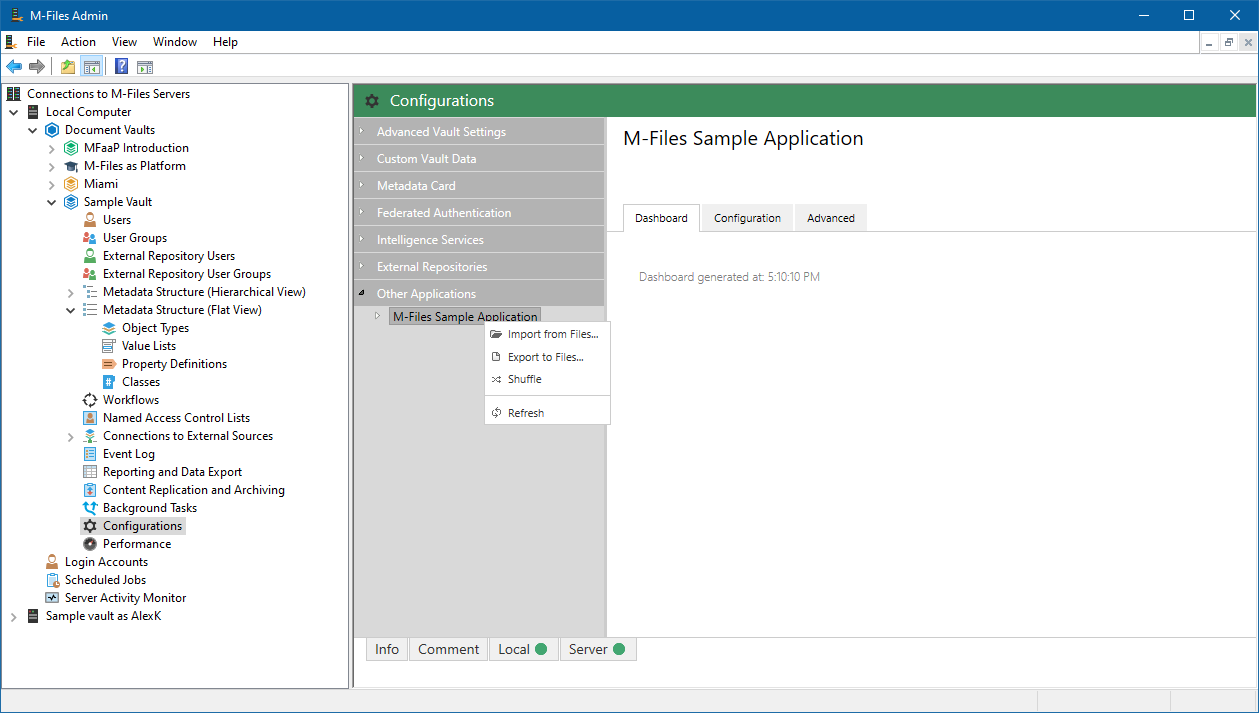 M-Files Admin
File Action View Window Help
Connections to M-Files Servers
Local Computer
Document Vaults
MFaaP Introduction
M-Files as Platform
Miami
Sample Vault
Users
User Groups
External Repository Users
External Repository User Groups
Metadata Structure (Hierarchical View)
Metadata Structure (Flat View)
Object Types
Value Lists
Property Definitions
Classes
Workflows
Named Access Control Lists
Connections to External Sources
Event Log
Reporting and Data Export
Content Replication and Archiving
Background Tasks
Configurations
Performance
Login Accounts
Scheduled Jobs
Server Activity Monitor
Sample vault as AlexK
Configurations
Advanced Vault Settings
Custom Vault Data
Metadata Card
Federated Authentication
Intelligence Services
External Repositories
Other Applications
M-Files Sample Application
Import from Files...
Export to Files...
Shuffle
Refresh
M-Files Sample Application
Dashboard Configuration Advanced
Dashboard generated at: 5:10:10 PM
Info Comment Local Server